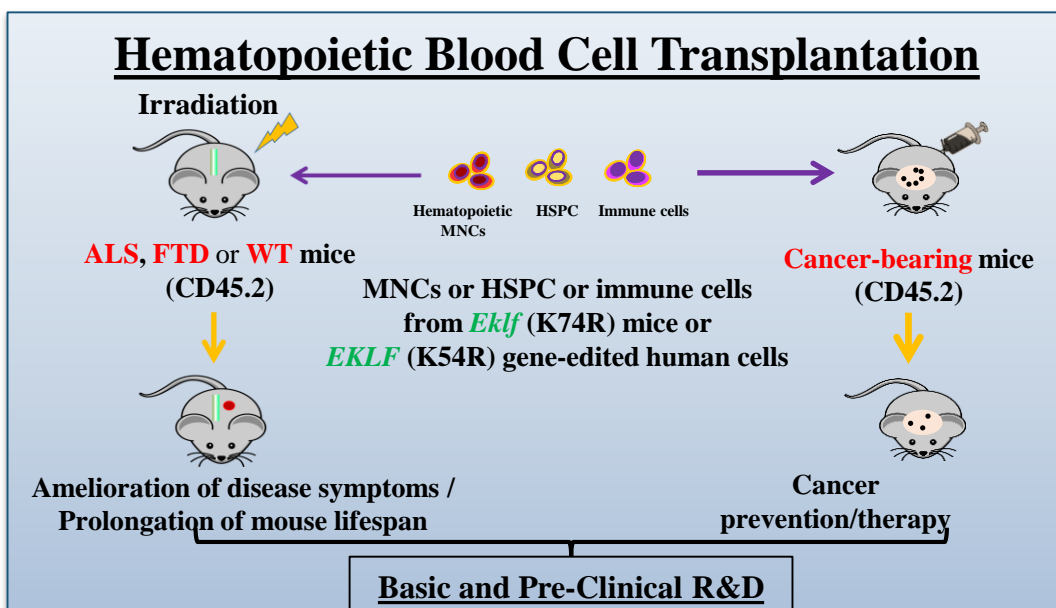 Hematopoietic Blood Cell Transplantation
Irradiation
Hematopoietic
MNCs
HSPC
Immune cells
ALS, FTD or WT mice
(CD45.2)
MNCs or HSPC or immune cells
from Eklf (K74R) mice or
EKLF (K54R) gene-edited human cells
Cancer-bearing mice
(CD45.2)
Amelioration of disease symptoms /
Prolongation of mouse lifespan
Cancer
prevention/therapy
Basic and Pre-Clinical R&D